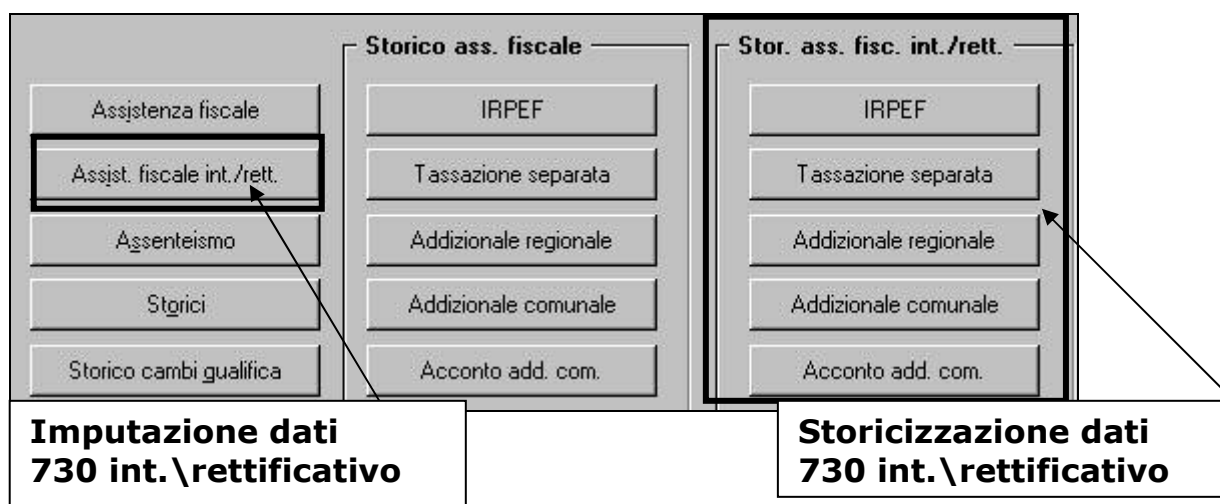 Storico ass. fiscale
Stor. ass. fisc. int./rett.
Assistenza fiscale
IRPEF
IRPEF
Assist. fiscale int./rett.
Tassazione separata
Tassazione separata
Assenteismo
Addizionale regionale
Addizionale regionale
Storici
Addizionale comunale
Addizionale comunale
Storico cambi qualifica
Acconto add. com.
Acconto add. com.
Imputazione dati
730 int.\rettificativo
Storicizzazione dati
730 int.\rettificativo